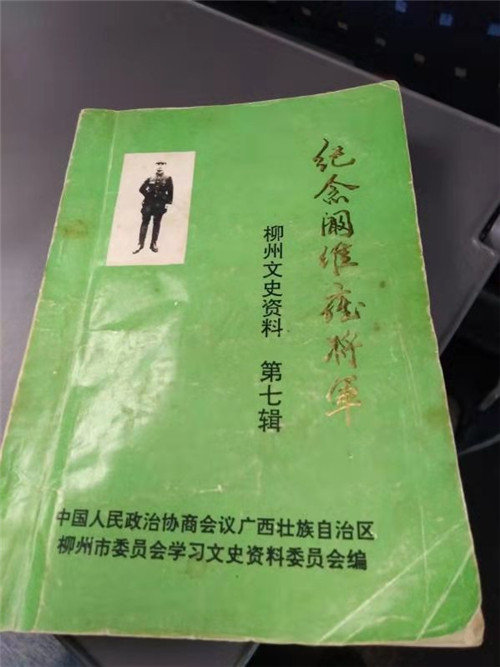 纪念阚维雍将军
柳州文史资料 第七辑
中国人民政治协商会议广西壮族自治区
柳州市委员会学习文史资料委员会编